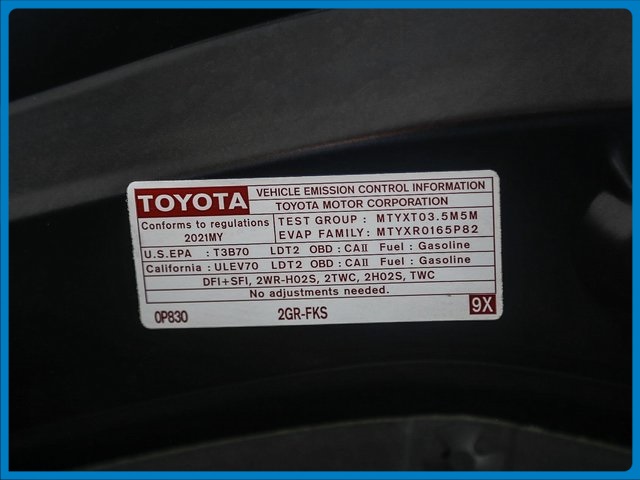 TOYOTA VEHICLE EMISSION CONTROL INFORMATION
TOYOTA MOTOR CORPORATION
Conforms to regulations
2021MY
TEST GROUP : MTYXT03.5M5M
EVAP FAMILY: MTYXR0165P82
U.S.EPA : T3B70 LDT2 OBD : CAII Fuel : Gasoline
California : ULEV70 LDT2 OBD : CAII Fuel : Gasoline
DFI+SFI, 2WR-HO2S, 2TWC, 2HO2S, TWC
No adjustments needed.
0P830 2GR-FKS 9X